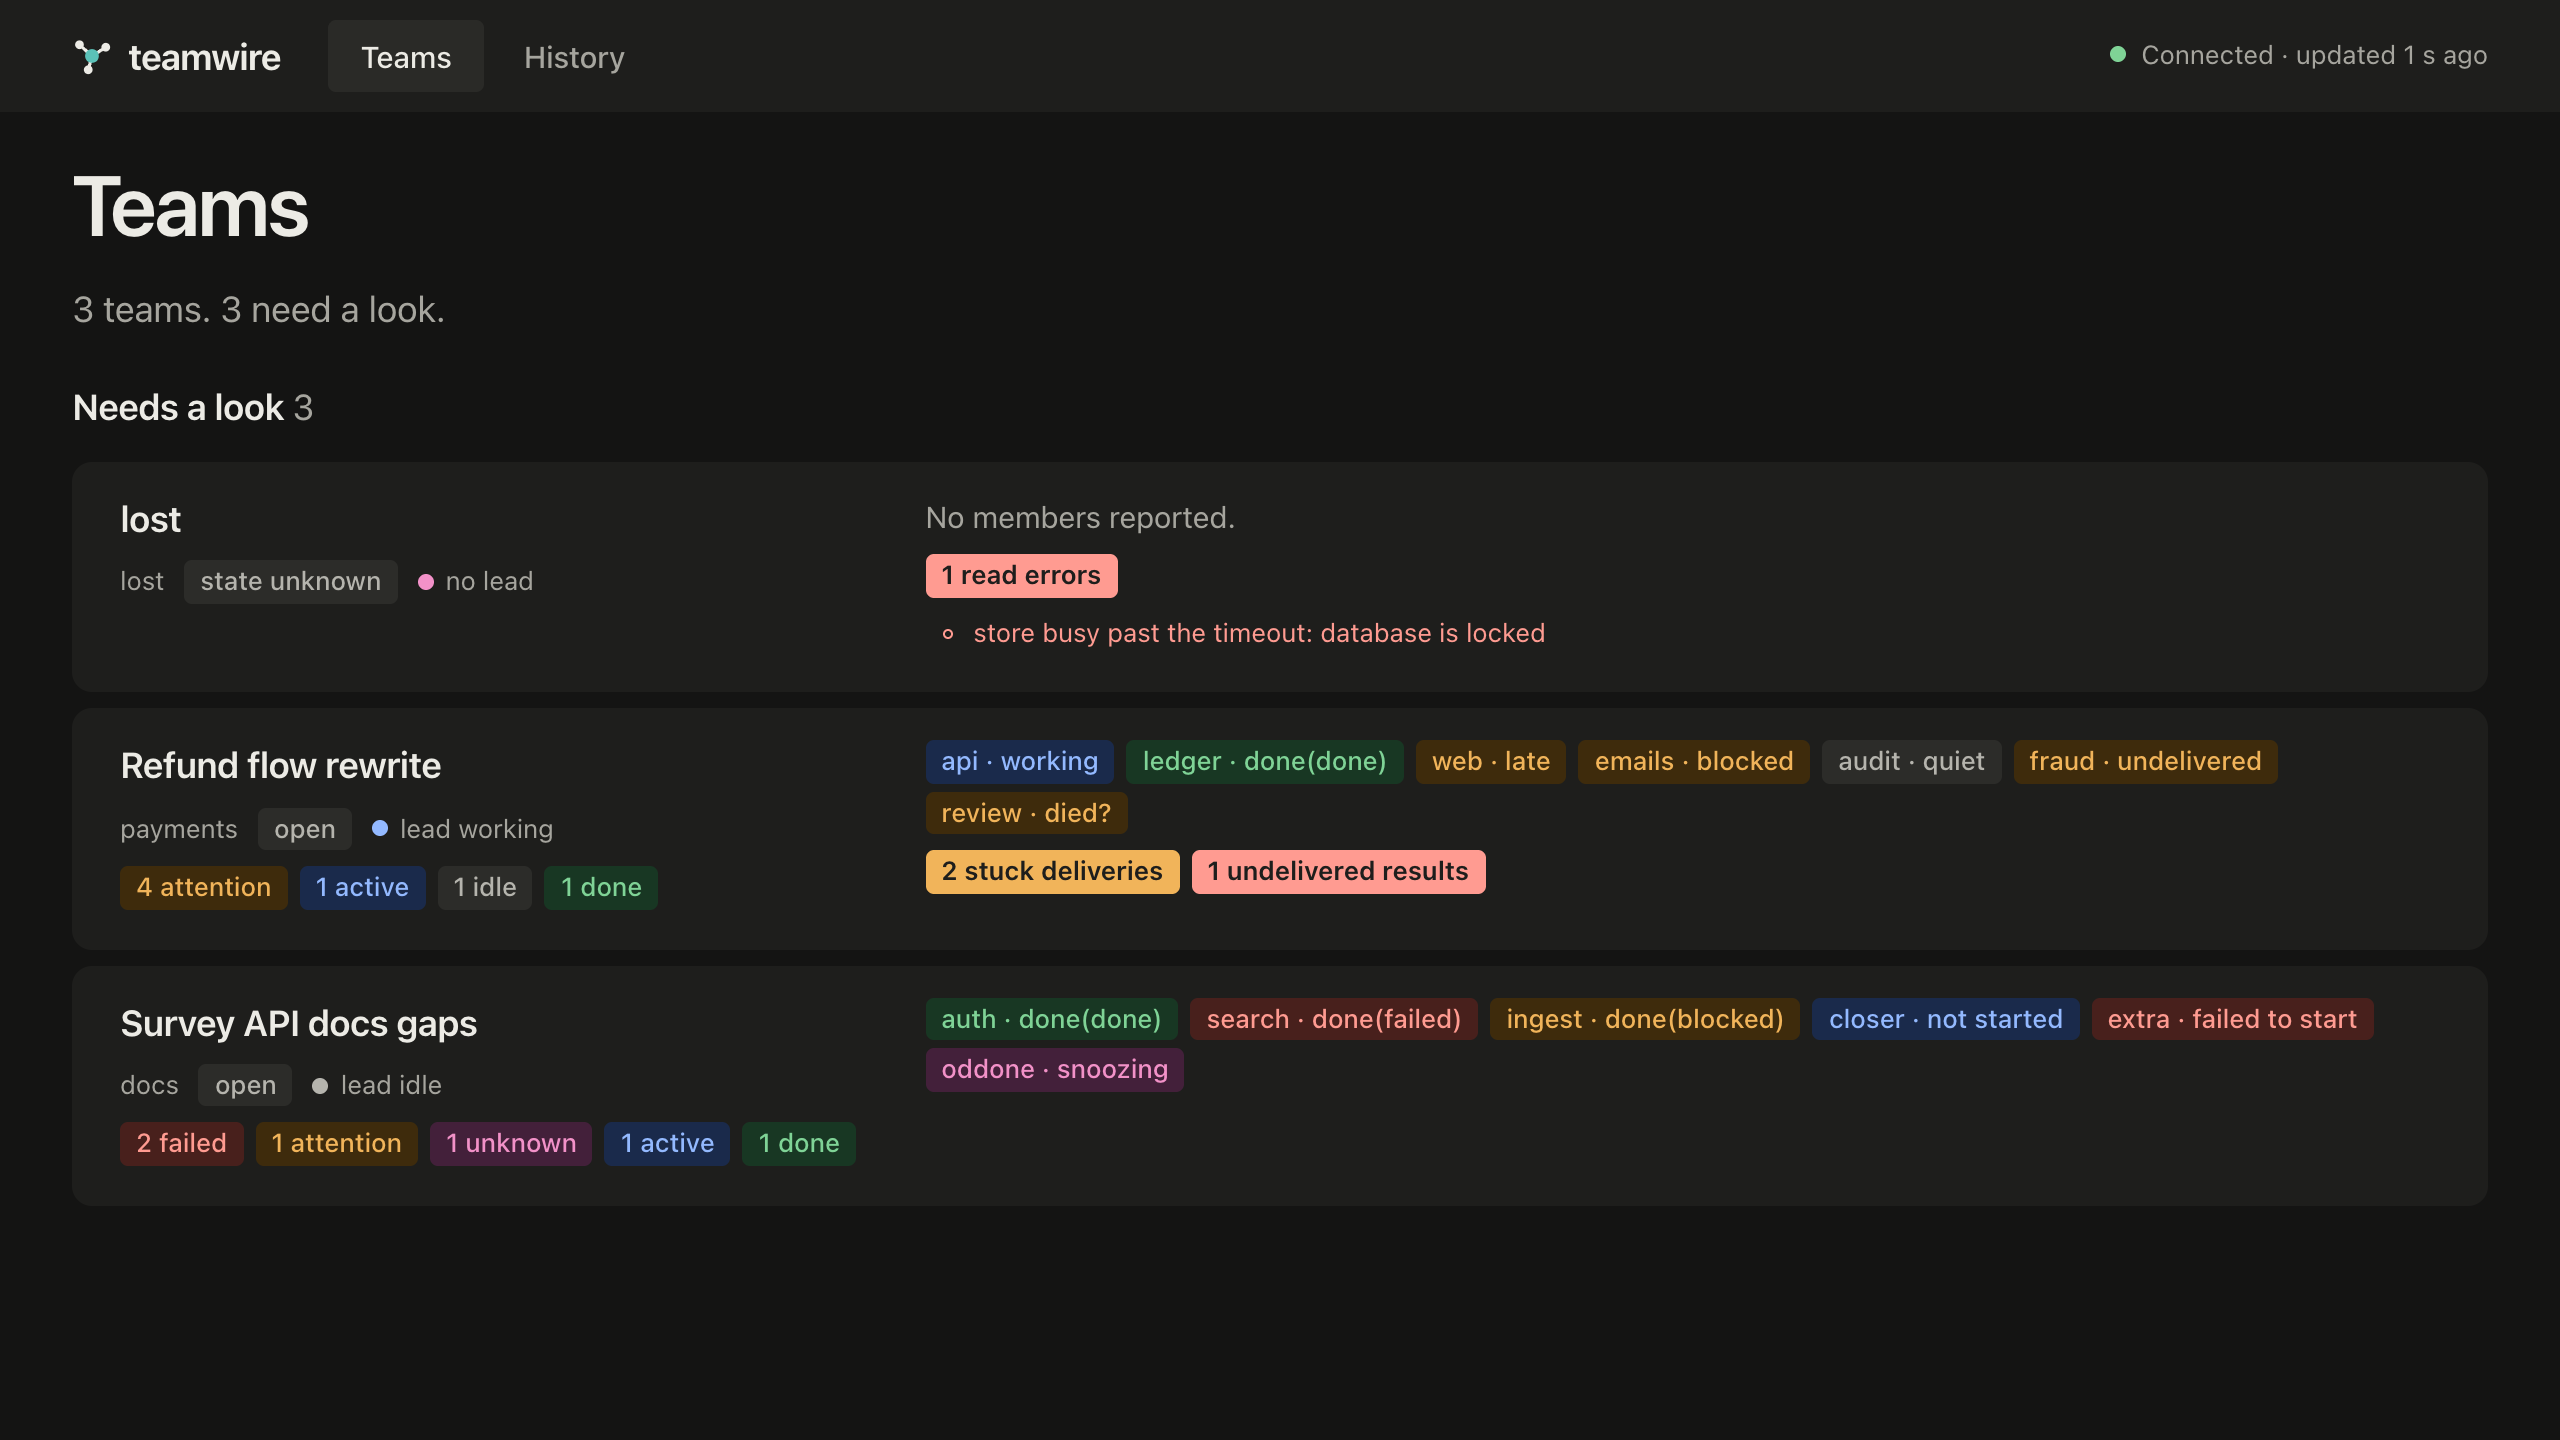 teamwire Teams History Connected · updated 1 s ago
Teams
3 teams. 3 need a look.
Needs a look 3
lost
lost state unknown no lead
No members reported.
1 read errors
store busy past the timeout: database is locked
Refund flow rewrite
payments open lead working
4 attention 1 active 1 idle 1 done
api · working ledger · done(done) web · late emails · blocked audit · quiet fraud · undelivered
review · died?
2 stuck deliveries 1 undelivered results
Survey API docs gaps
docs open lead idle
2 failed 1 attention 1 unknown 1 active 1 done
auth · done(done) search · done(failed) ingest · done(blocked) closer · not started extra · failed to start
oddone · snoozing